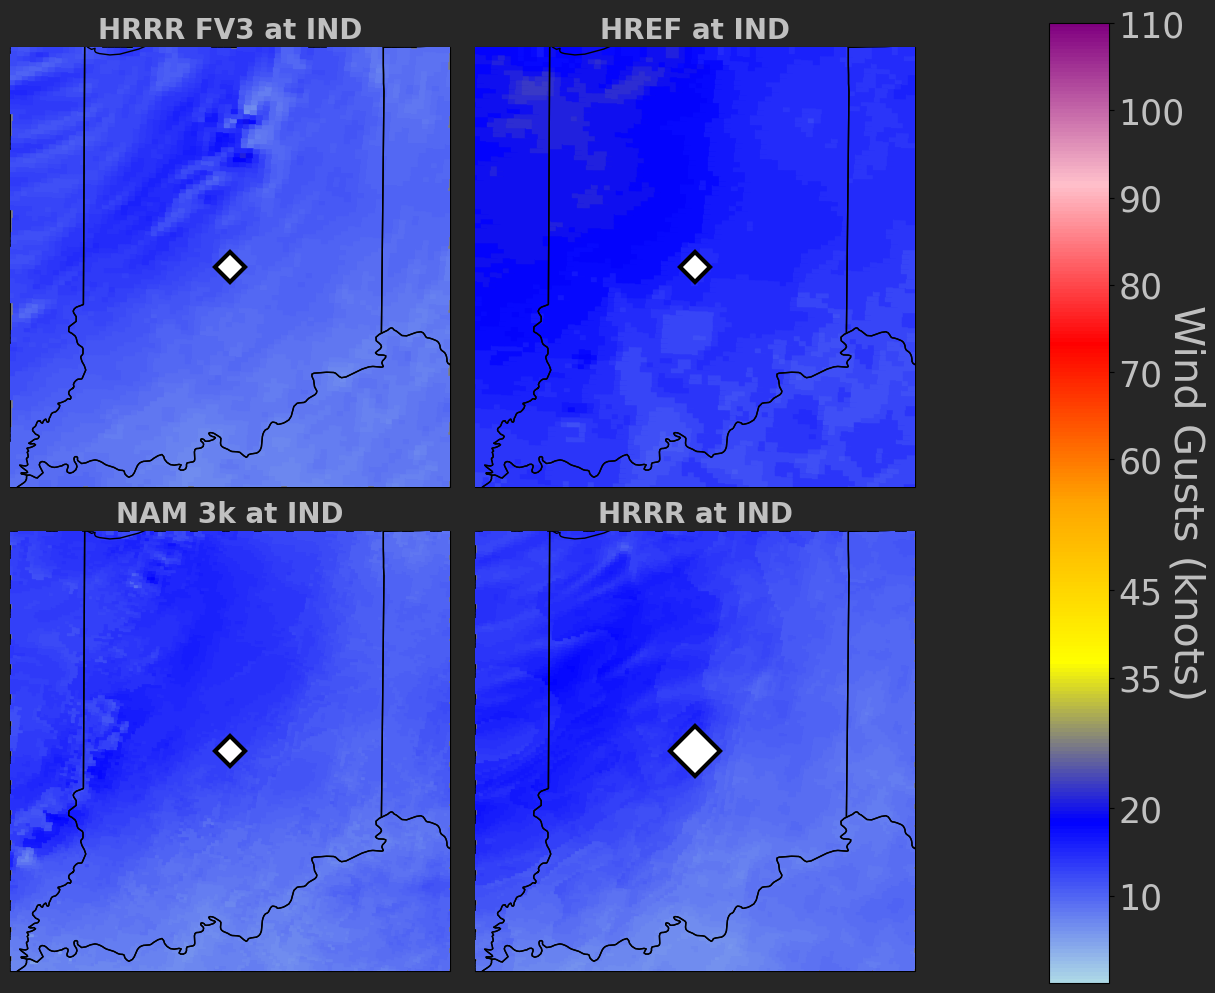 HRRR FV3 at IND
HREF at IND
NAM 3k at IND
HRRR at IND
110
100
90
80
70
60
45
35
20
10
Wind Gusts (knots)